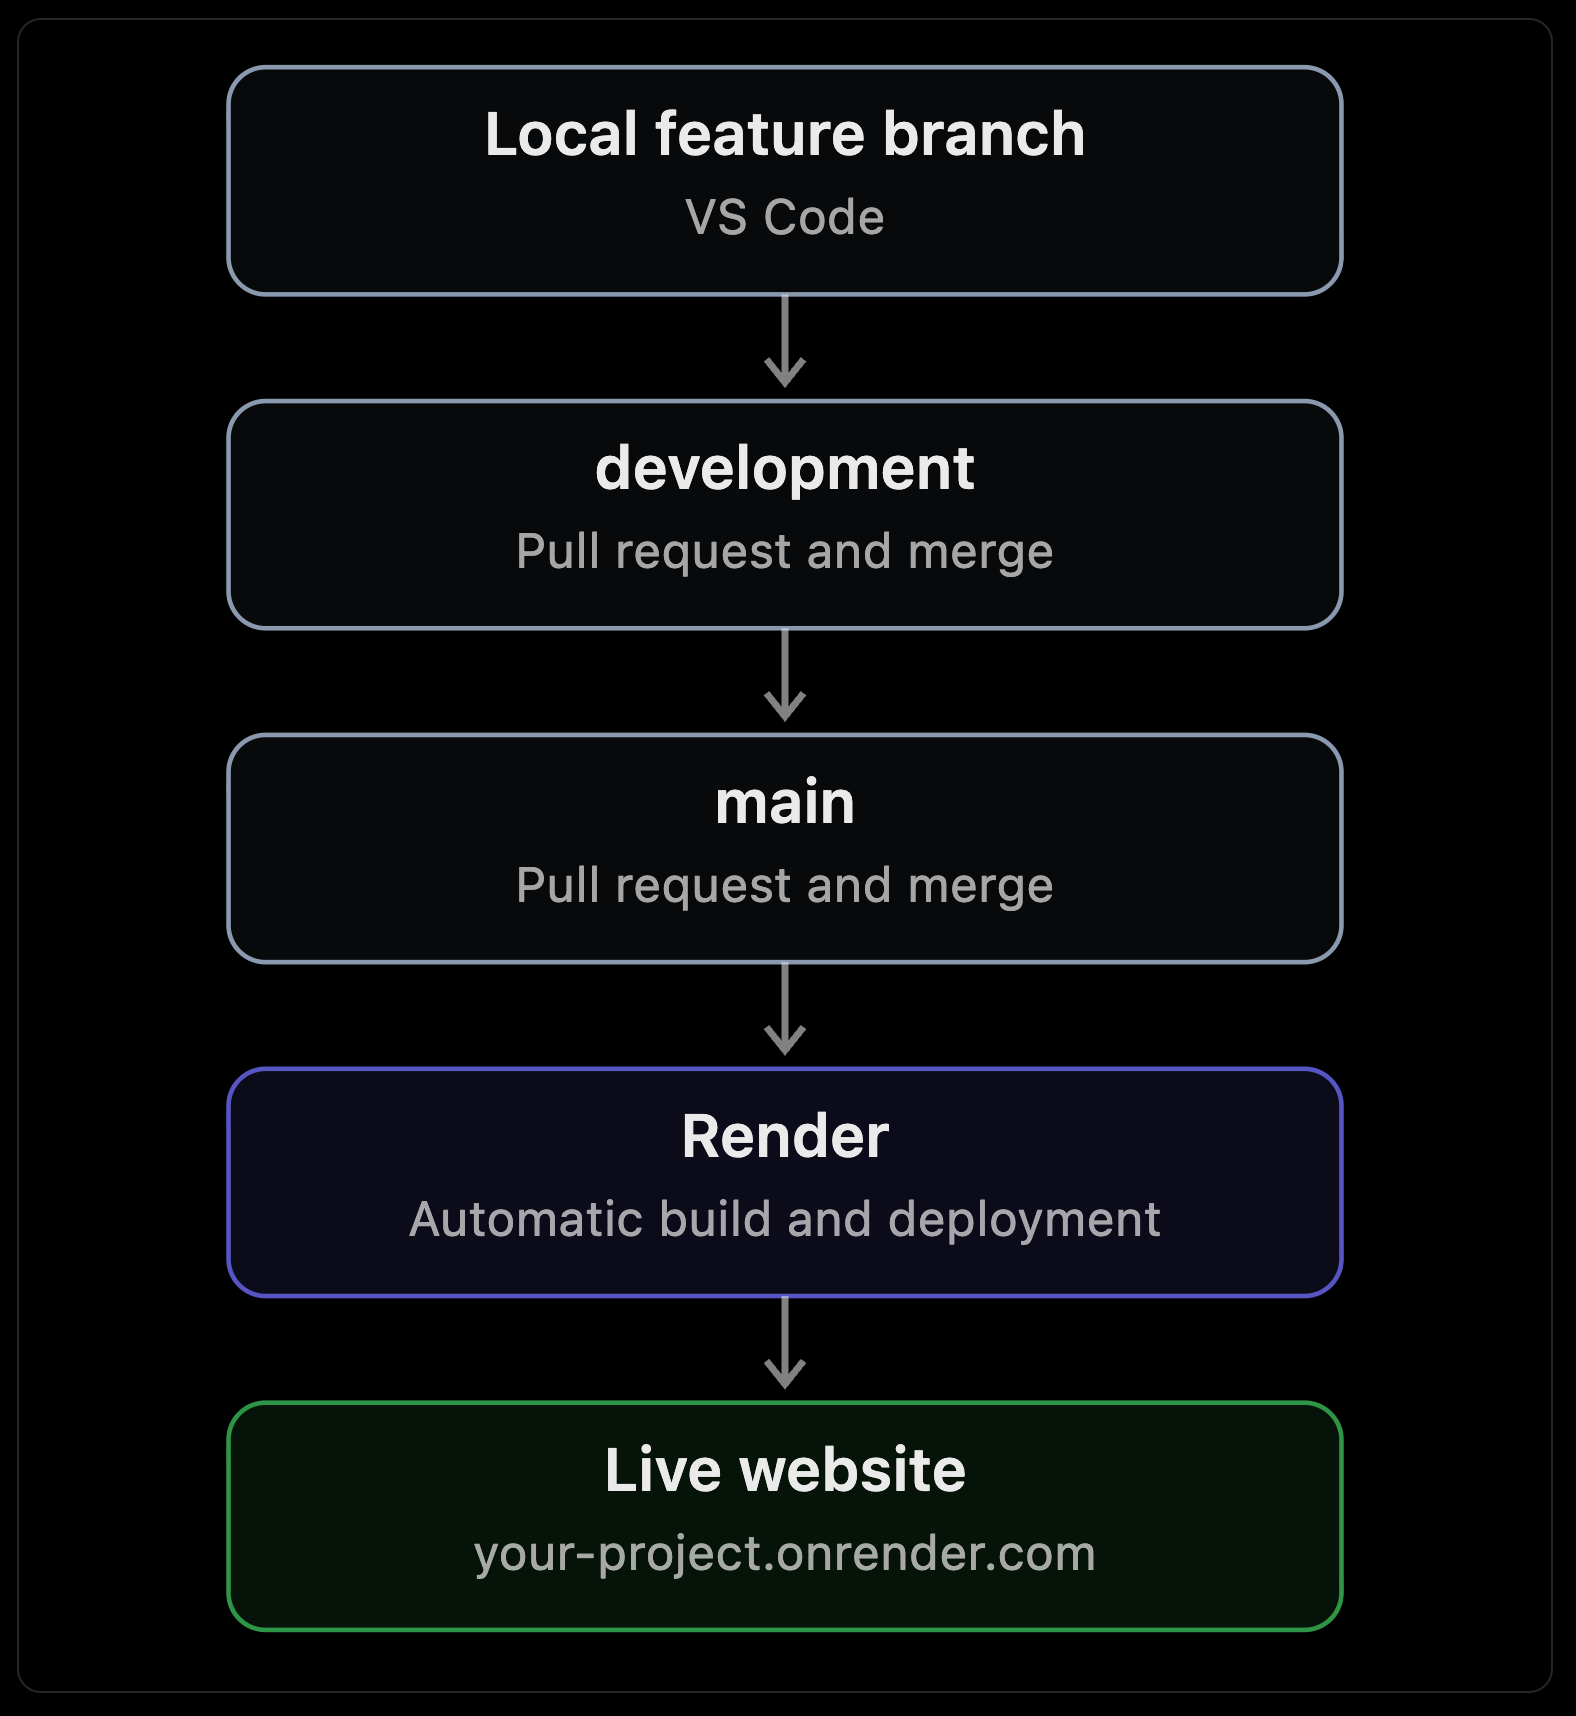 Local feature branch
VS Code
development
Pull request and merge
main
Pull request and merge
Render
Automatic build and deployment
Live website
your-project.onrender.com